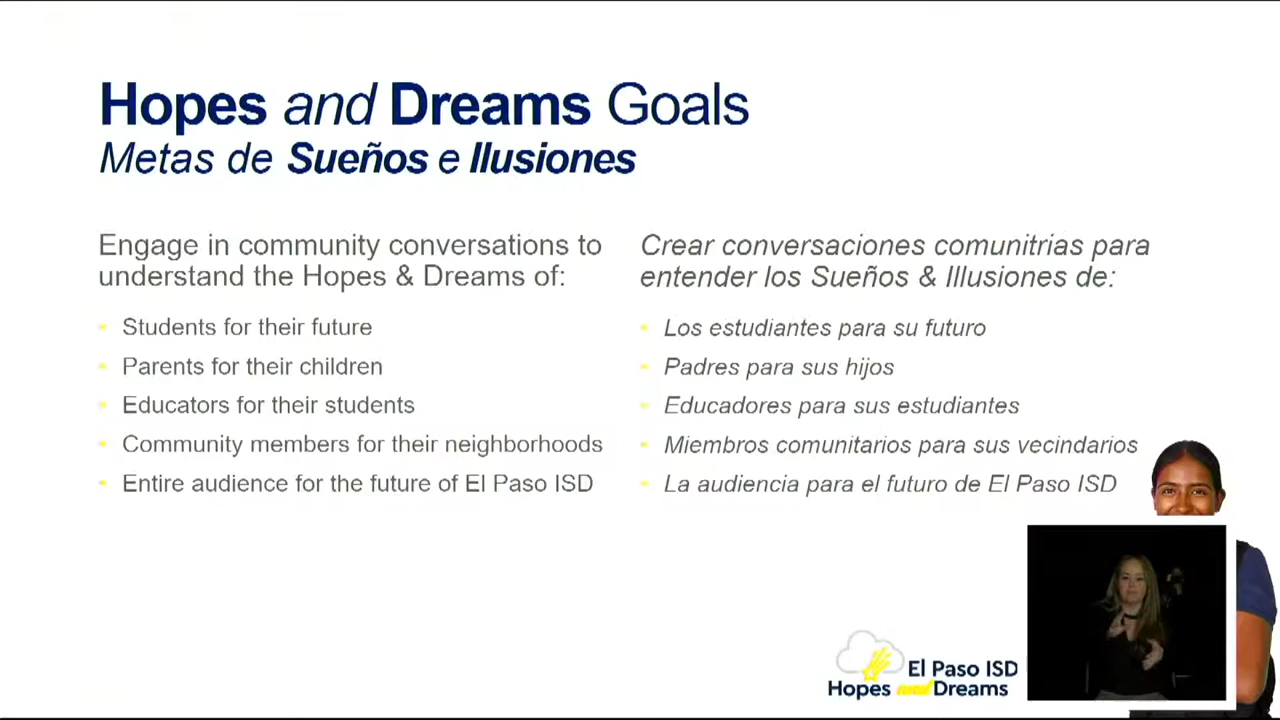 Hopes and Dreams Goals
Metas de Sueños e Ilusiones
Engage in community conversations to
understand the Hopes & Dreams of:
Students for their future
Parents for their children
Educators for their students
Community members for their neighborhoods
Entire audience for the future of El Paso ISD
Crear conversaciones comunitrias para
entender los Sueños & Illusiones de:
Los estudiantes para su futuro
Padres para sus hijos
Educadores para sus estudiantes
Miembros comunitarios para sus vecindarios
La audiencia para el futuro de El Paso ISD
El Paso ISD
Hopes and Dreams